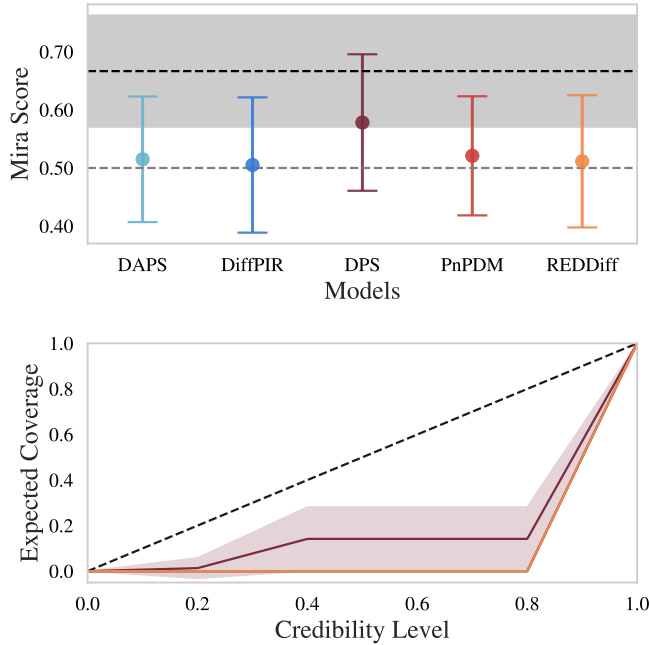 Mira Score
0.70
0.60
0.50
0.40
DAPS DiffPIR DPS PnPDM REDDiff
Models
Expected Coverage
1.0
0.8
0.6
0.4
0.2
0.0
0.0 0.2 0.4 0.6 0.8 1.0
Credibility Level